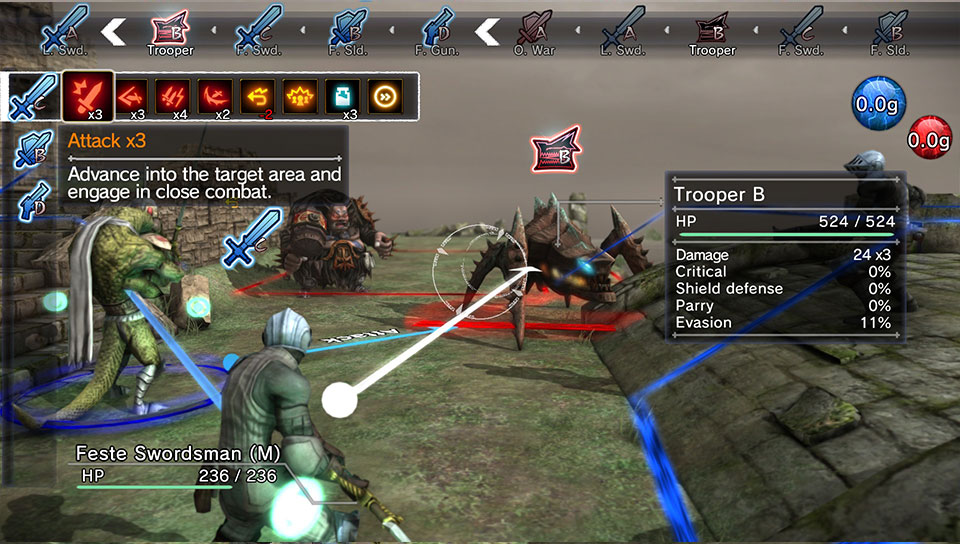 A B C B D A A B C B
L. Swd. Trooper F. Swd. F. Sld. F. Gun. O. War L. Swd. Trooper F. Swd. F. Sld.
C x3 x3 x4 x2 -2 x3
B
D
Attack x3
Advance into the target area and
engage in close combat.
0.0g
0.0g
B
C
Trooper B
HP 524 / 524
Damage 24 x3
Critical 0%
Shield defense 0%
Parry 0%
Evasion 11%
Attack
Feste Swordsman (M)
HP 236 / 236